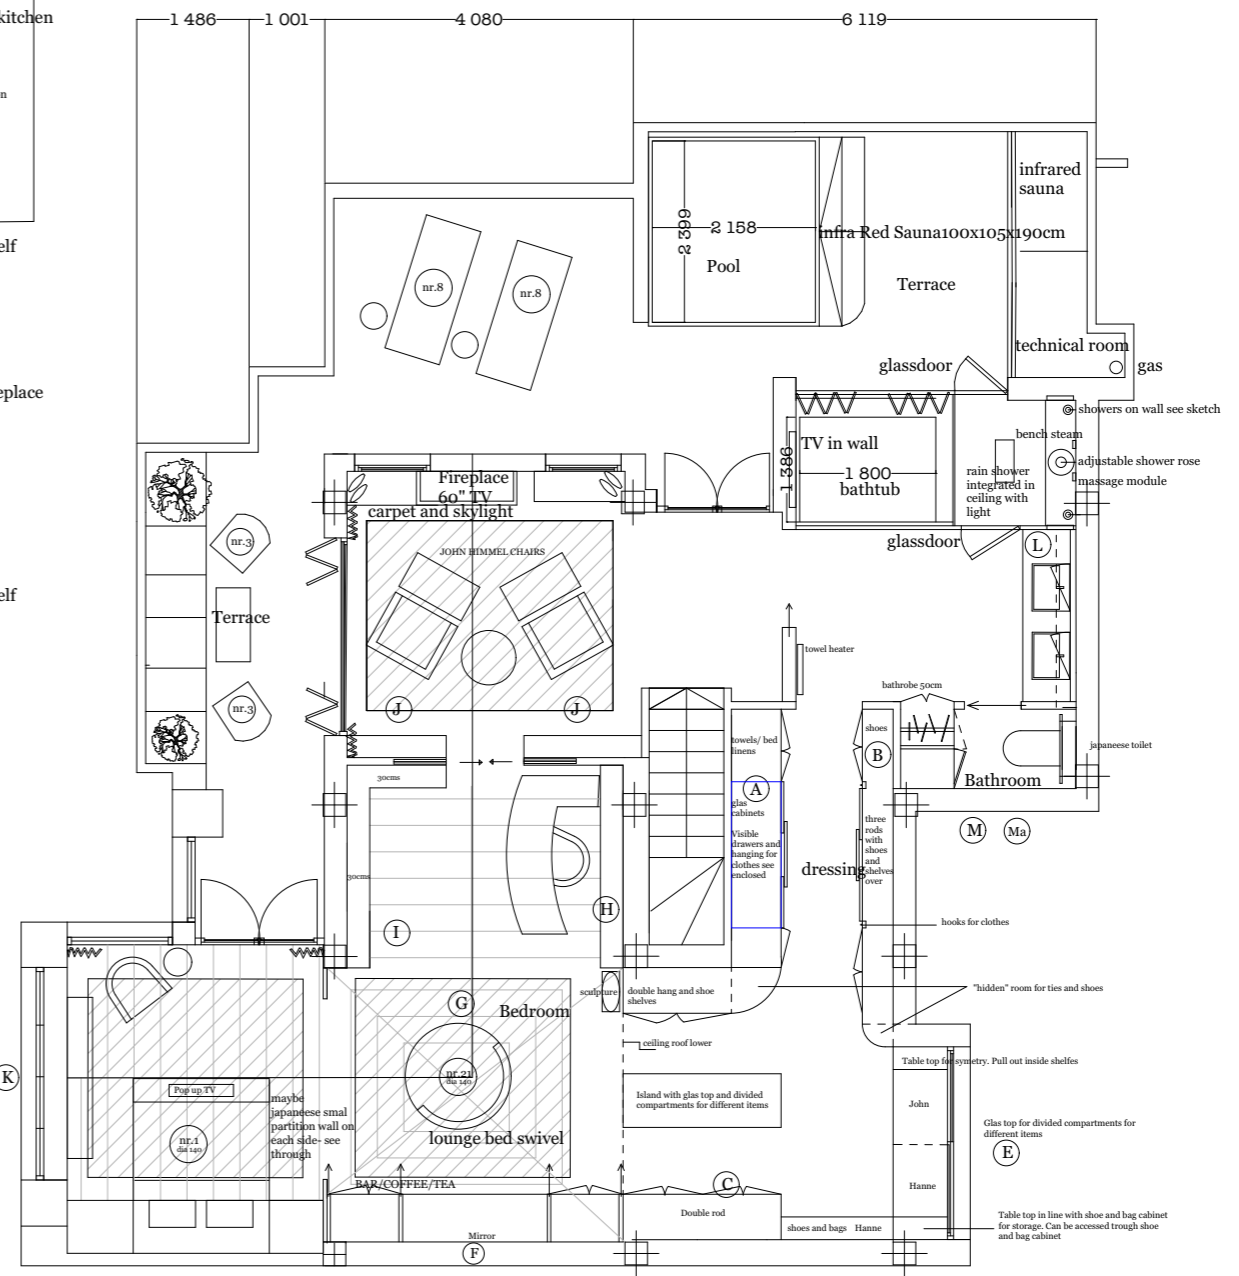 kitchen
n
elf
eplace
elf
1 486
1 001
4 080
6 119
infrared
sauna
2 399
2 158
Pool
infra Red Sauna100x105x190cm
Terrace
nr.8
nr.8
technical room
gas
glassdoor
showers on wall see sketch
TV in wall
bench steam
adjustable shower rose
massage module
1 386
1 800
bathtub
rain shower
integrated in
ceiling with
light
Fireplace
60" TV
carpet and skylight
glassdoor
L
nr.3
JOHN HIMMEL CHAIRS
Terrace
towel heater
nr.3
J
J
bathrobe 50cm
shoes
B
japaneese toilet
Bathroom
towels/ bed
linens
A
glas
cabinets
Visible
drawers and
hanging for
clothes see
enclosed
30cms
30cms
three
rods
with
shoes
and
shelves
over
M
Ma
dressing
H
I
hooks for clothes
sculpture
double hang and shoe
shelves
"hidden" room for ties and shoes
G
Bedroom
ceiling roof lower
K
nr.21
dia 140
Pop up TV
maybe
japaneese smal
partition wall on
each side- see
through
nr.1
dia 140
lounge bed swivel
Table top for symetry. Pull out inside shelfes
Island with glas top and divided
compartments for different items
John
Glas top for divided compartments for
different items
E
Hanne
BAR/COFFEE/TEA
C
Double rod
Mirror
F
shoes and bags
Hanne
Table top in line with shoe and bag cabinet
for storage. Can be accessed trough shoe
and bag cabinet